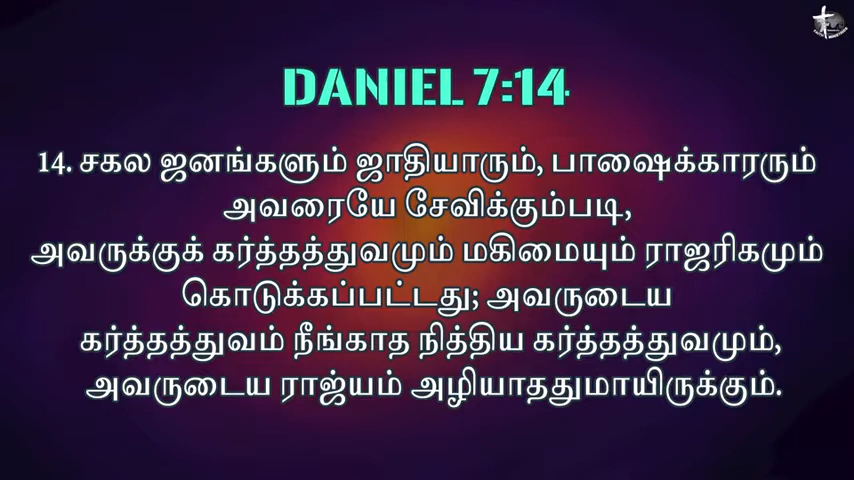 DANIEL 7:14
14. சகல ஜனங்களும் ஜாதியாரும், பாஷைக்காரரும்
அவரையே சேவிக்கும்படி,
அவருக்குக் கர்த்தத்துவமும் மகிமையும் ராஜரிகமும்
கொடுக்கப்பட்டது; அவருடைய
கர்த்தத்துவம் நீங்காத நித்திய கர்த்தத்துவமும்,
அவருடைய ராஜ்யம் அழியாததுமாயிருக்கும்.